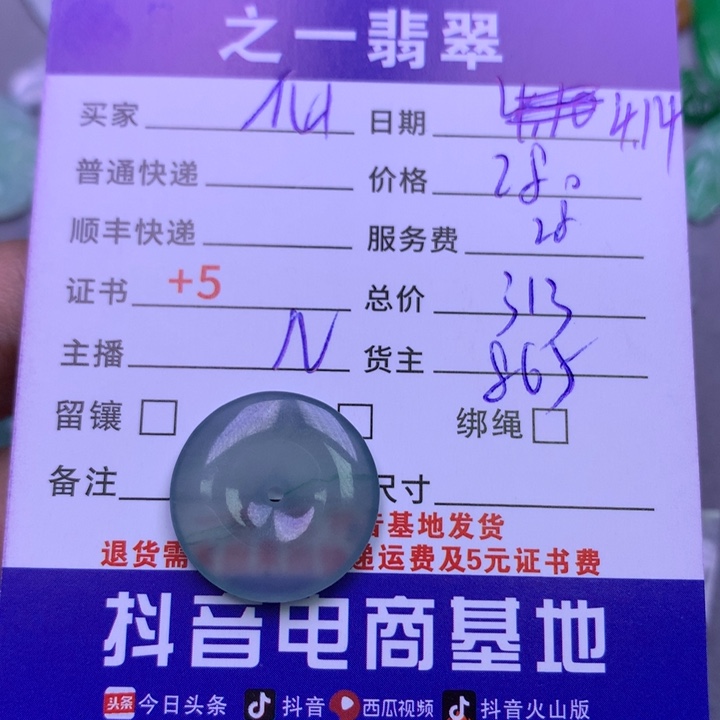 之一翡翠
买家 日期 4.14
普通快递 价格 280
顺丰快递 服务费 28
证书 +5 总价 313
主播 N 货主 865
留镶 绑绳
备注 尺寸
基地发货
退货需 运费及5元证书费
抖音电商基地
头条 今日头条 抖音 西瓜视频 抖音火山版